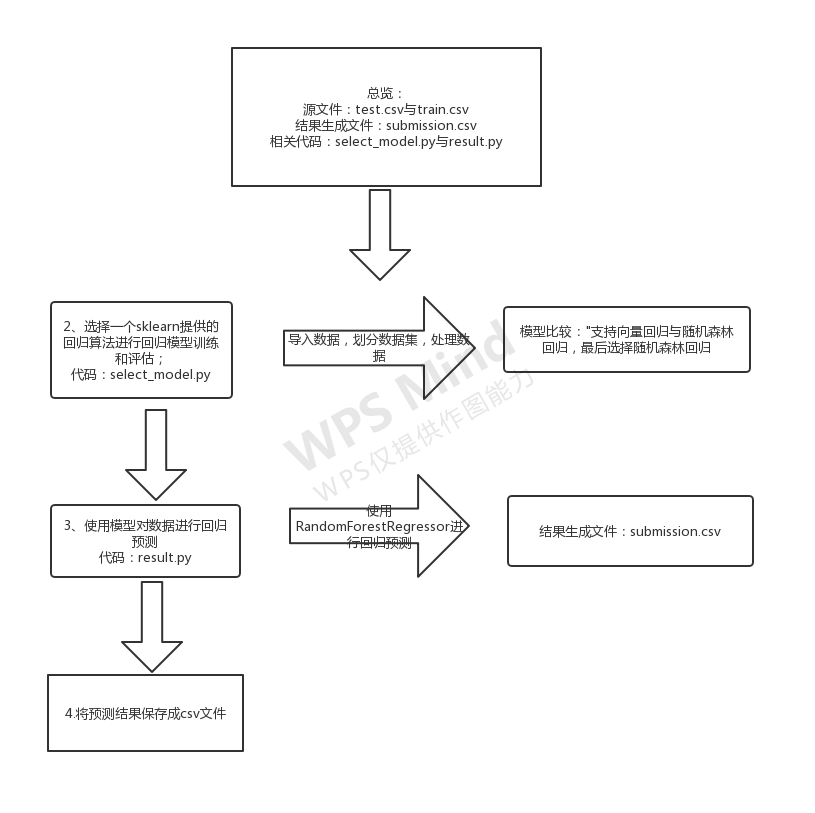 总览：
源文件：test.csv与train.csv
结果生成文件：submission.csv
相关代码：select_model.py与result.py
2、选择一个sklearn提供的
回归算法进行回归模型训练
和评估；
代码：select_model.py
导入数据，划分数据集，处理数
据
模型比较："支持向量回归与随机森林
回归，最后选择随机森林回归
WPS Mind
WPS仅提供作图能力
3、使用模型对数据进行回归
预测
代码：result.py
使用
RandomForestRegressor进
行回归预测
结果生成文件：submission.csv
4.将预测结果保存成csv文件